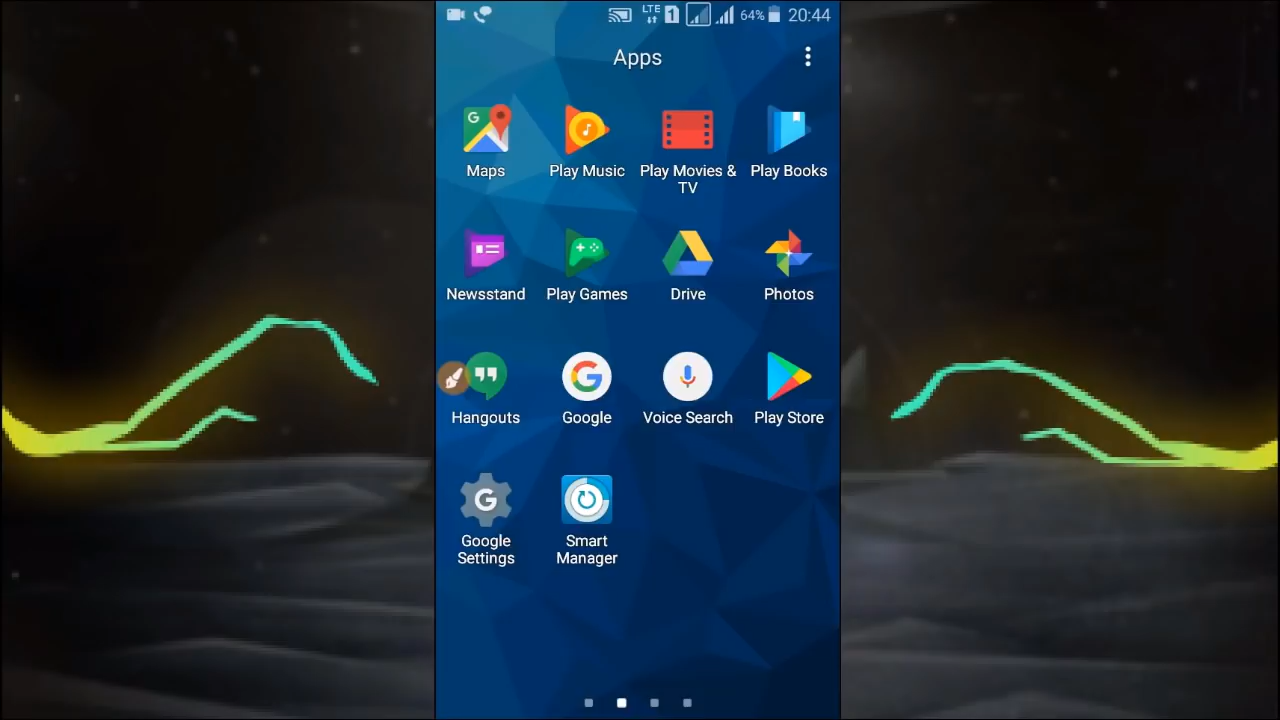 LTE 1 64% 20:44
Apps
G
Maps Play Music Play Movies & Play Books
TV
Newsstand Play Games Drive Photos
G
Hangouts Google Voice Search Play Store
G
Google Smart
Settings Manager